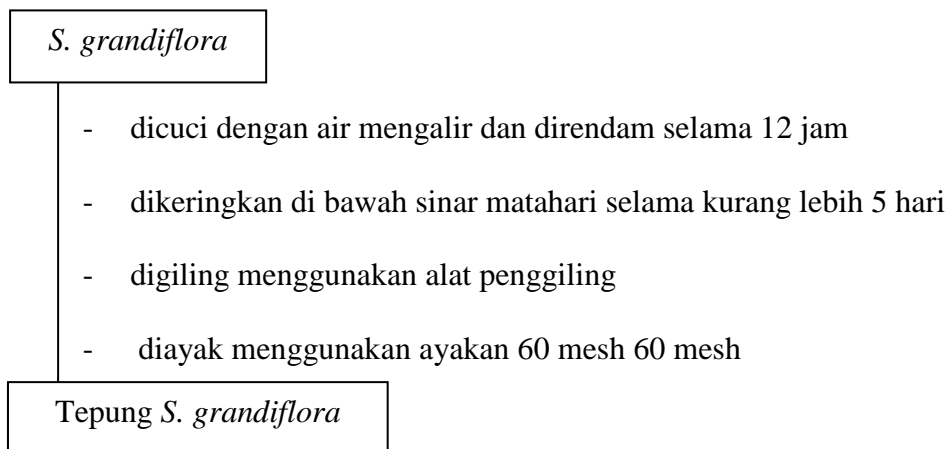 S. grandiflora
- dicuci dengan air mengalir dan direndam selama 12 jam
- dikeringkan di bawah sinar matahari selama kurang lebih 5 hari
- digiling menggunakan alat penggiling
- diayak menggunakan ayakan 60 mesh 60 mesh
Tepung S. grandiflora